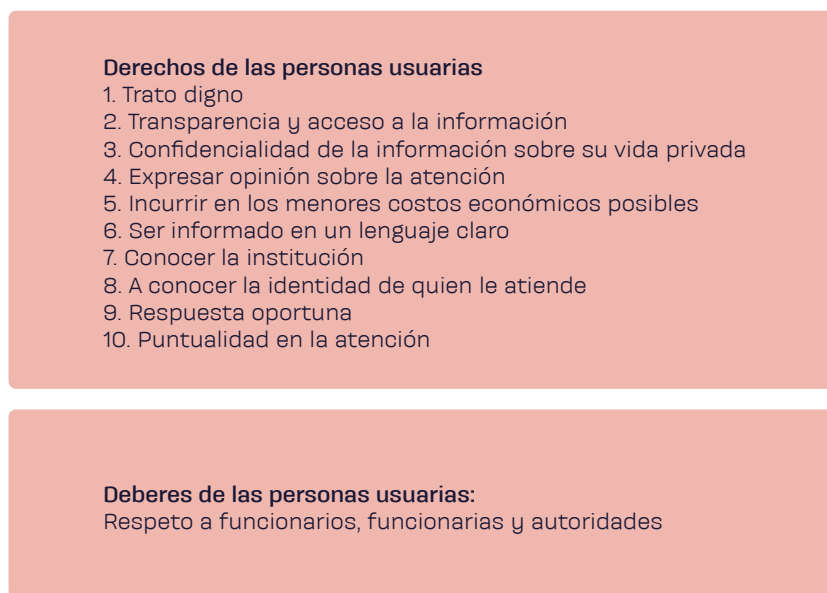 Derechos de las personas usuarias
1. Trato digno
2. Transparencia y acceso a la información
3. Confidencialidad de la información sobre su vida privada
4. Expresar opinión sobre la atención
5. Incurrir en los menores costos económicos posibles
6. Ser informado en un lenguaje claro
7. Conocer la institución
8. A conocer la identidad de quien le atiende
9. Respuesta oportuna
10. Puntualidad en la atención
Deberes de las personas usuarias:
Respeto a funcionarios, funcionarias y autoridades